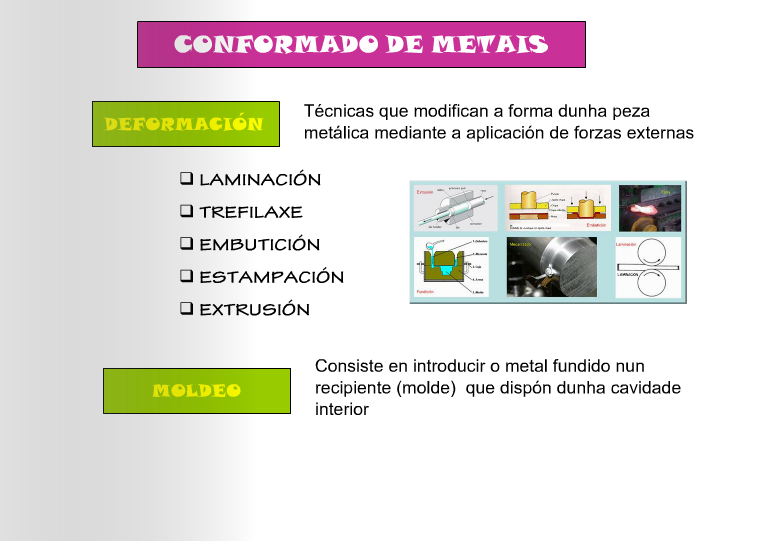 CONFORMADO DE METAIS
DEFORMACIÓN
Técnicas que modifican a forma dunha peza
metálica mediante a aplicación de forzas externas
❑ LAMINACIÓN
❑ TREFILAXE
❑ EMBUTICIÓN
❑ ESTAMPACIÓN
❑ EXTRUSIÓN
Extrusión
Embutición
Forja
Fundición
Mecanizado
Laminación
LAMINACIÓN
MOLDEO
Consiste en introducir o metal fundido nun
recipiente (molde) que dispón dunha cavidade
interior